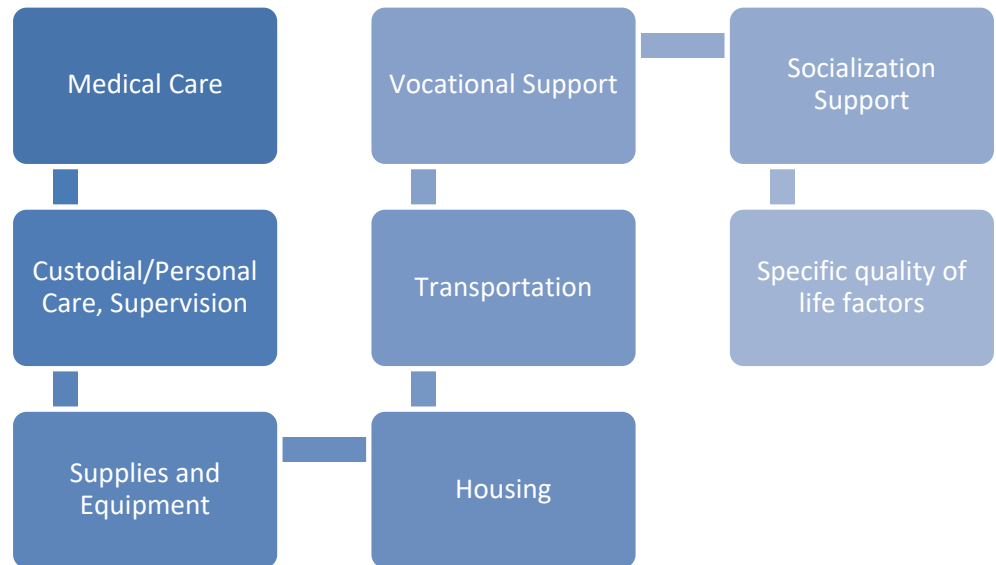 Medical Care
Custodial/Personal
Care, Supervision
Supplies and
Equipment
Housing
Transportation
Vocational Support
Socialization
Support
Specific quality of
life factors